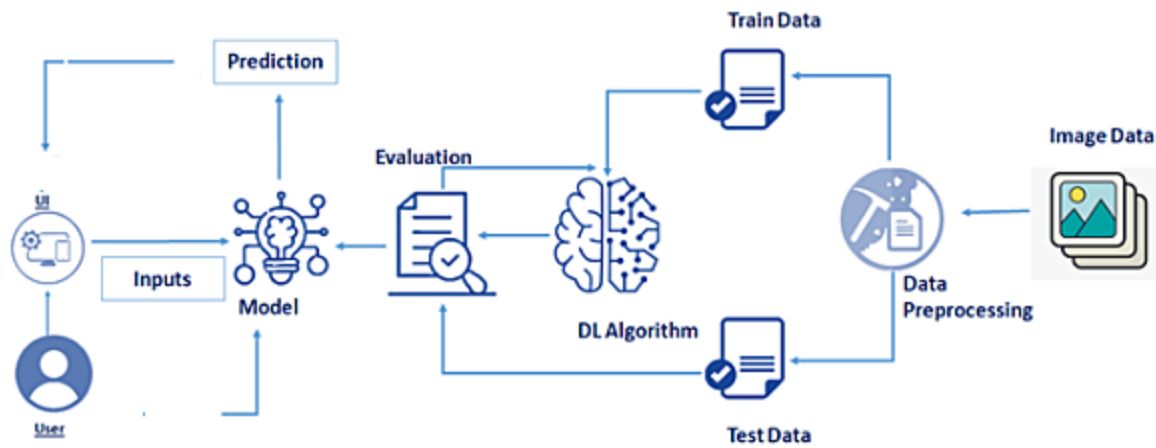 Train Data
Prediction
Image Data
Evaluation
UI
Inputs
Model
Data
Preprocessing
DL Algorithm
User
Test Data